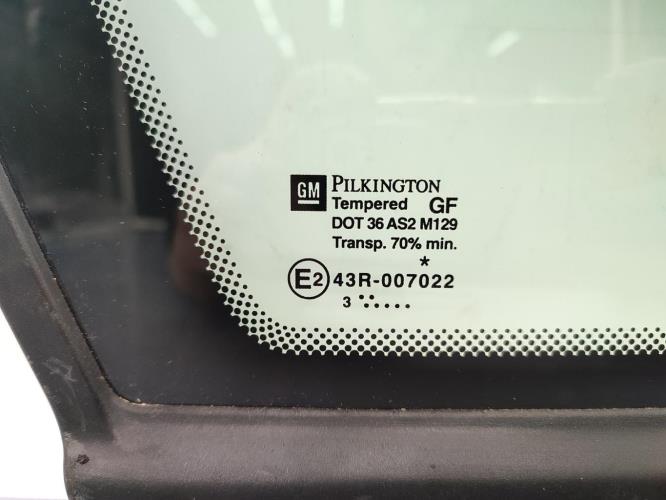 GM PILKINGTON
Tempered GF
DOT 36 AS2 M129
Transp. 70% min.
*
E2 43R-007022
3